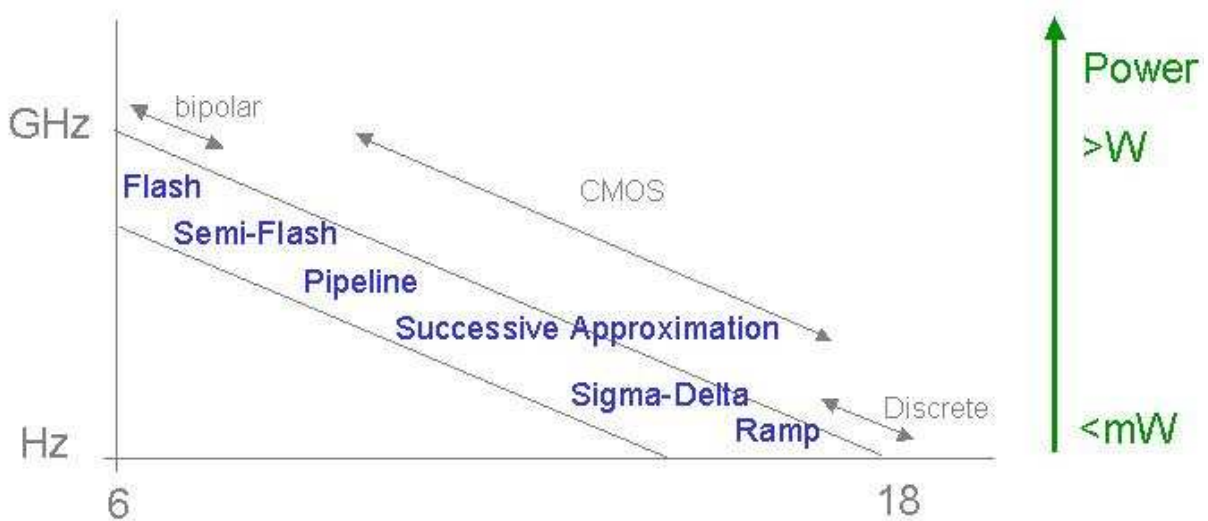 bipolar
Power
GHz
>W
Flash
CMOS
Semi-Flash
Pipeline
Successive Approximation
Sigma-Delta
Discrete
Ramp
<mW
Hz
6
18